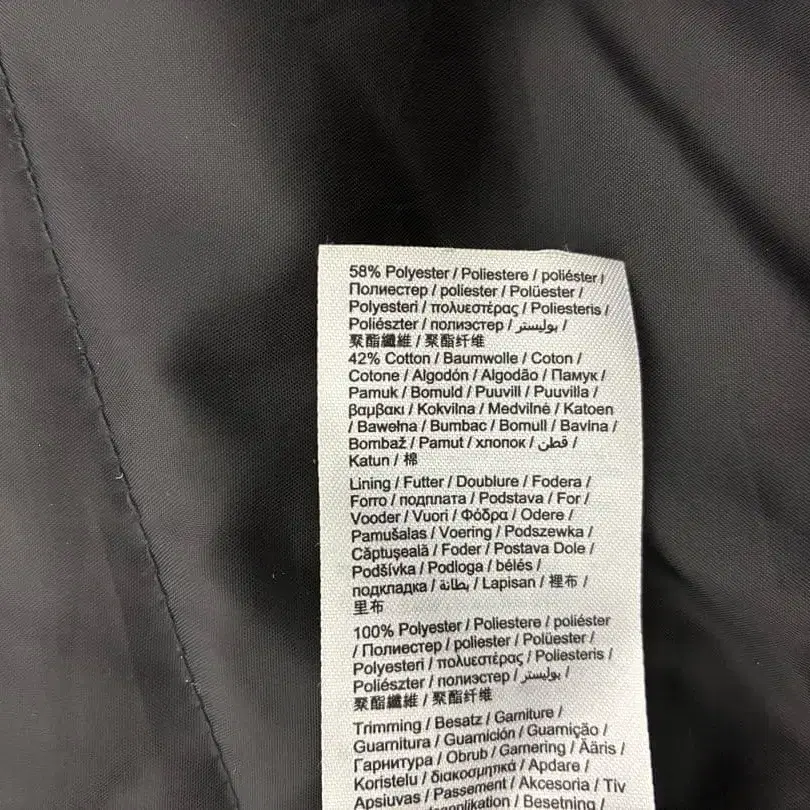 58% Polyester / Poliestere / poliéster /
Полиестер / poliester / Polüester /
Polyesteri / πολυεστέρας / Poliesteris /
Poliészter / полиэстер / بوليستر /
聚酯纖維 / 聚酯纤维
42% Cotton / Baumwolle / Coton /
Cotone / Algodón / Algodão / Памук /
Pamuk / Bomuld / Puuvill / Puuvilla /
βαμβακι / Kokvilna / Medvilnė / Katoen
/ Bawełna / Bumbac / Bomull / Bavlna /
Bombaž / Pamut / хлопок / قطن /
Katun / 棉
Lining / Futter / Doublure / Fodera /
Forro / подплата / Podstava / For /
Vooder / Vuori / Φόδρα / Odere /
Pamušalas / Voering / Podszewka /
Căptușeală / Foder / Postava Dole /
Podšívka / Podloga / bélés /
подкладка / بطانة / Lapisan / 裡布 /
里布
100% Polyester / Poliestere / poliéster
/ Полиестер / poliester / Polüester /
Polyesteri / πολυεστέρας / Poliesteris /
Poliészter / полиэстер / بوليستر /
聚酯纖維 / 聚酯纤维
Trimming / Besatz / Garniture /
Guarnitura / Guarnición / Guarnição /
Гарнитура / Obrub / Garnering / Ääris /
Koristelu / διακοσμητικά / Apdare /
Apsiuvas / Passement / Akcesoria / Tiv
Besetning /